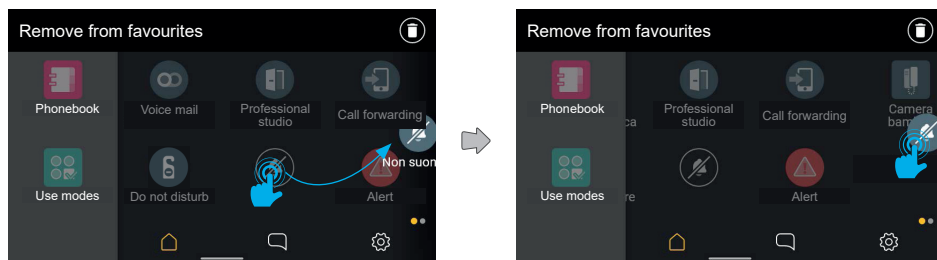 Remove from favourites
Phonebook
Voice mail
Professional
studio
Call forwarding
Non suon
Use modes
Do not disturb
Alert
Remove from favourites
Phonebook
ca
Professional
studio
Call forwarding
Camera
Use modes
re
Alert